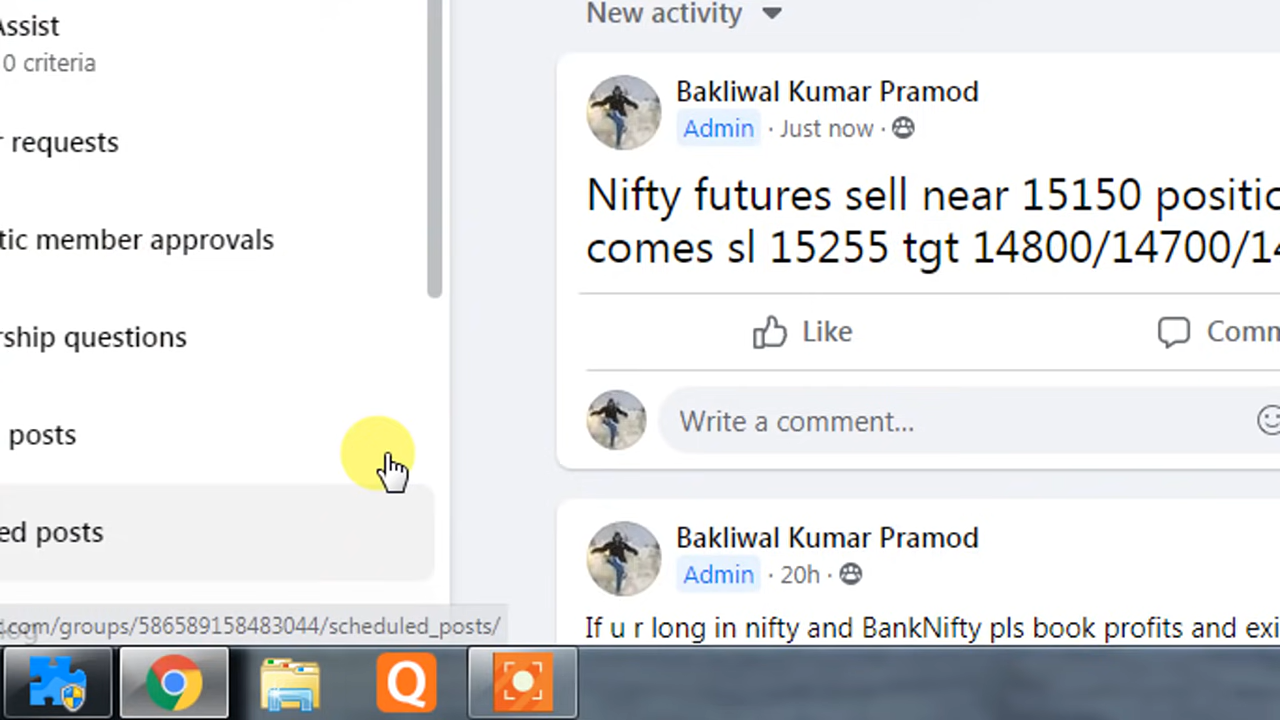 Assist
0 criteria
r requests
tic member approvals
rship questions
posts
ed posts
.com/groups/586589158483044/scheduled_posts/
New activity
Bakliwal Kumar Pramod
Admin · Just now ·
Nifty futures sell near 15150 positio
comes sl 15255 tgt 14800/14700/14
Like
Comm
Write a comment...
Bakliwal Kumar Pramod
Admin · 20h ·
If u r long in nifty and BankNifty pls book profits and exi
Q